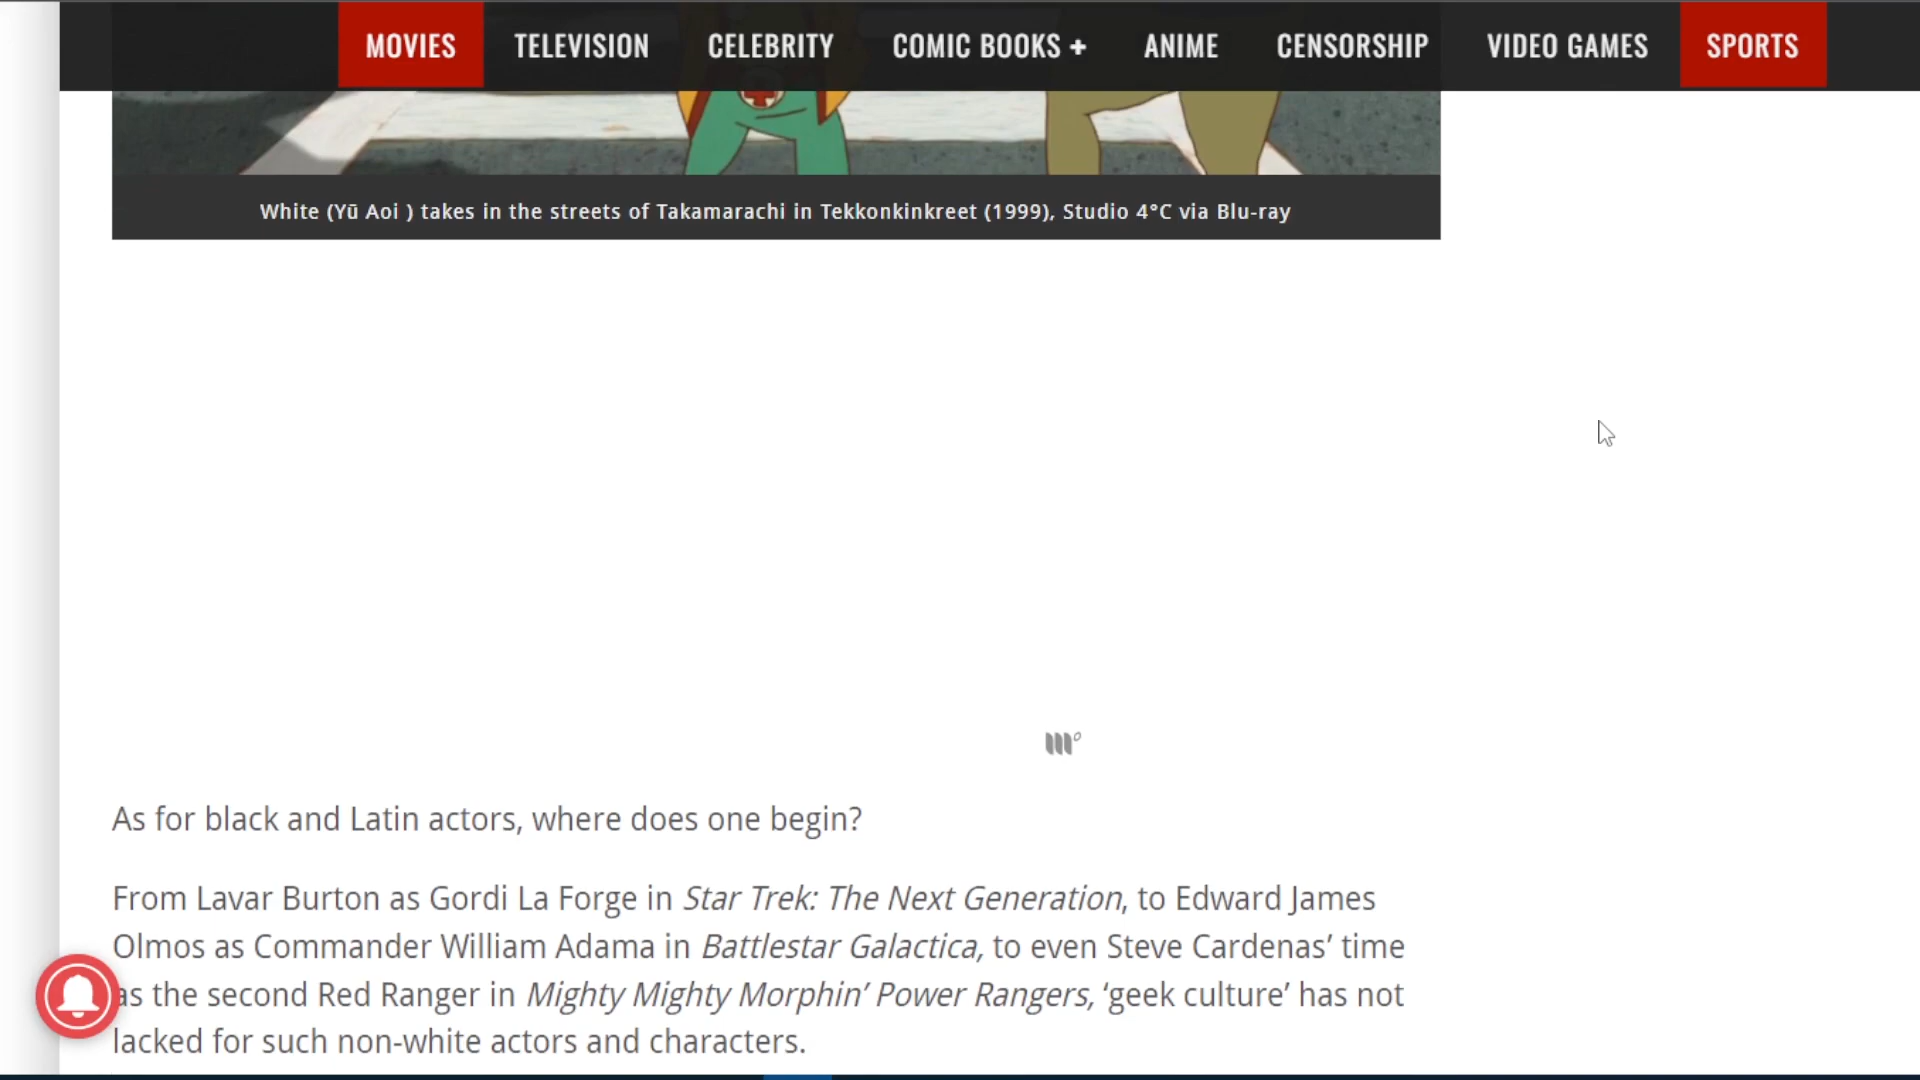 MOVIES TELEVISION CELEBRITY COMIC BOOKS + ANIME CENSORSHIP VIDEO GAMES SPORTS
White (Yū Aoi ) takes in the streets of Takamarachi in Tekkonkinkreet (1999), Studio 4°C via Blu-ray
As for black and Latin actors, where does one begin?
From Lavar Burton as Gordi La Forge in Star Trek: The Next Generation, to Edward James
Olmos as Commander William Adama in Battlestar Galactica, to even Steve Cardenas’ time
as the second Red Ranger in Mighty Mighty Morphin’ Power Rangers, ‘geek culture’ has not
lacked for such non-white actors and characters.